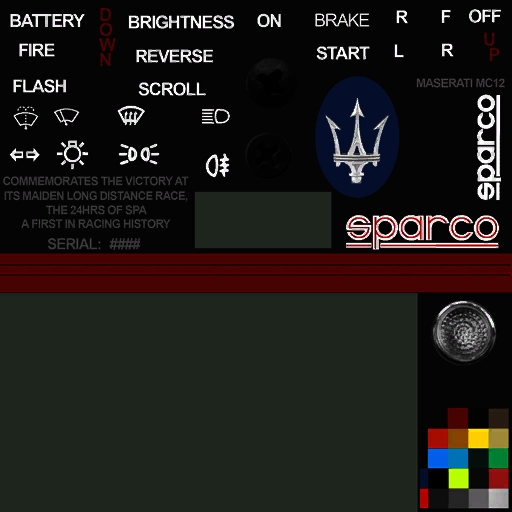 BATTERY
DOWN
BRIGHTNESS
ON
BRAKE
R
F
OFF
FIRE
REVERSE
START
L
R
UP
FLASH
SCROLL
MASERATI MC12
sparco
COMMEMORATES THE VICTORY AT
ITS MAIDEN LONG DISTANCE RACE,
THE 24HRS OF SPA
A FIRST IN RACING HISTORY
SERIAL: ####
sparco